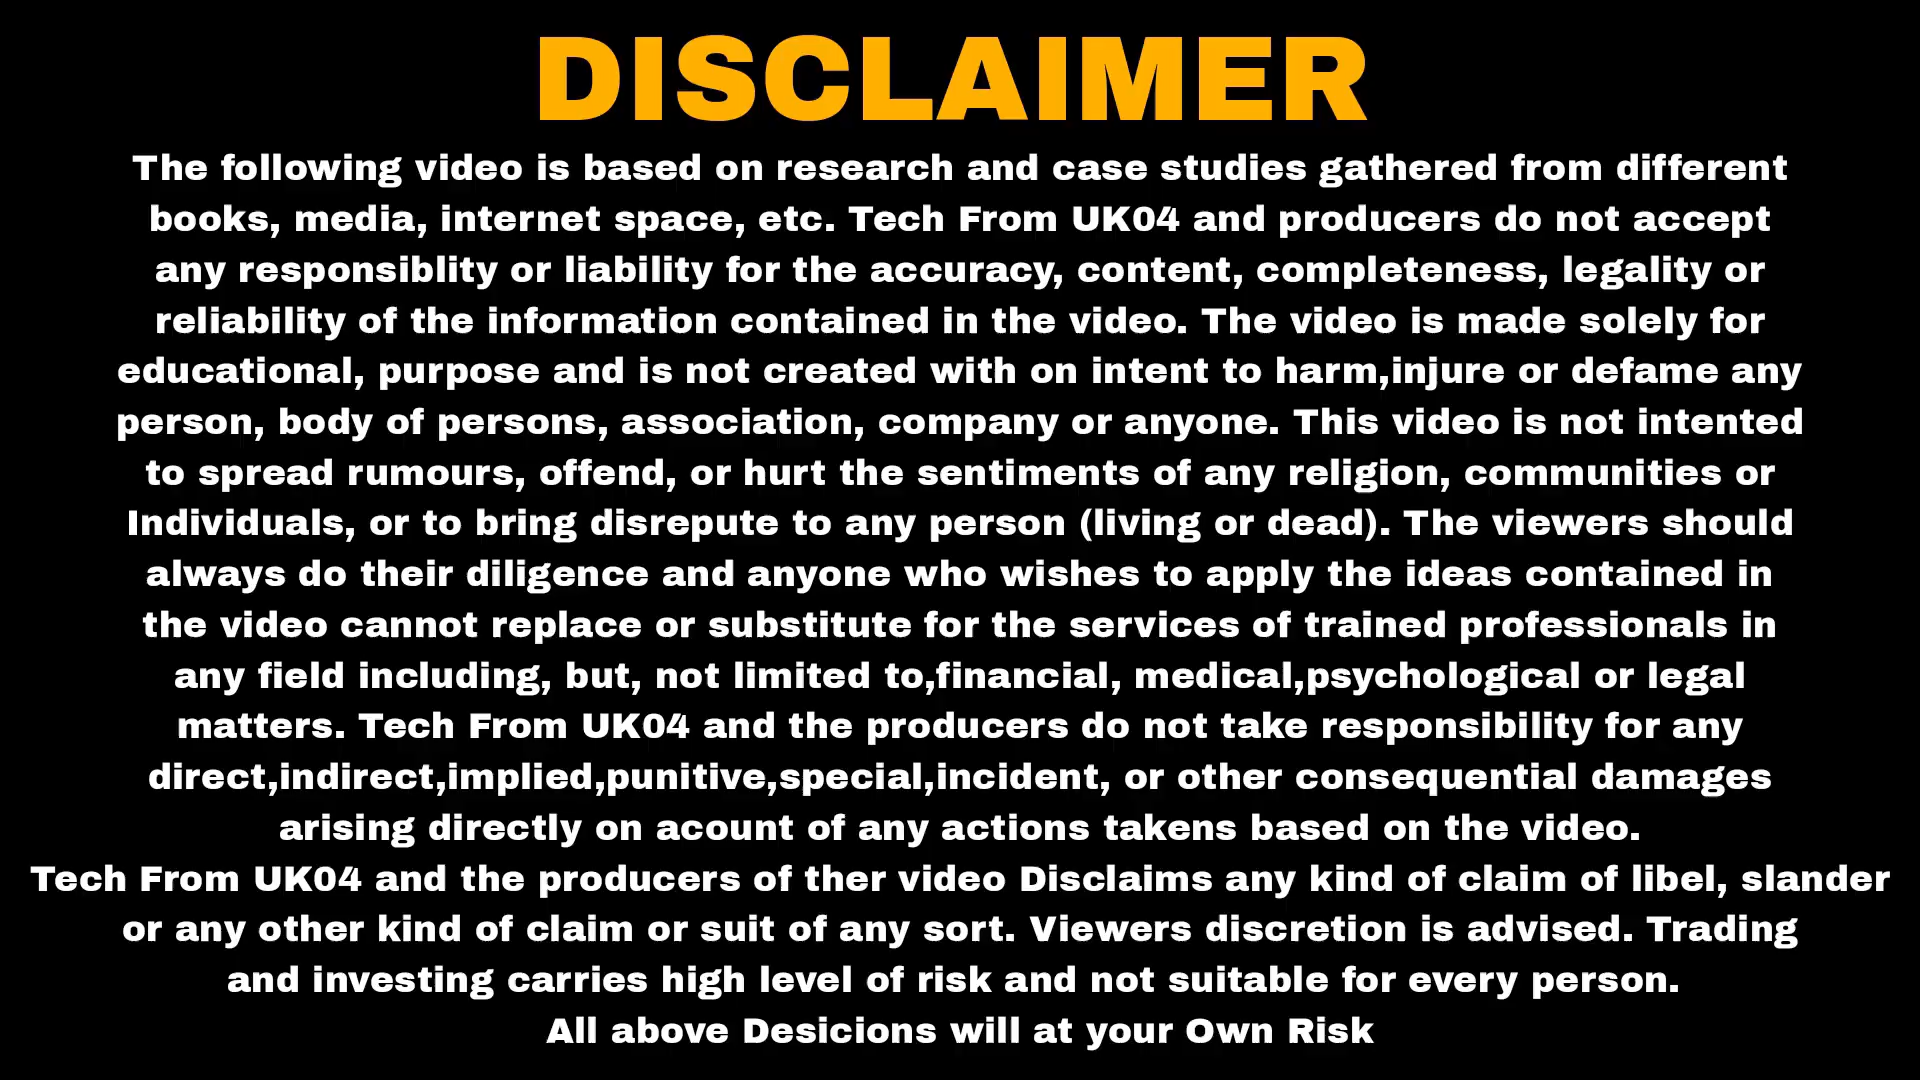 DISCLAIMER
The following video is based on research and case studies gathered from different
books, media, internet space, etc. Tech From UK04 and producers do not accept
any responsiblity or liability for the accuracy, content, completeness, legality or
reliability of the information contained in the video. The video is made solely for
educational, purpose and is not created with on intent to harm,injure or defame any
person, body of persons, association, company or anyone. This video is not intented
to spread rumours, offend, or hurt the sentiments of any religion, communities or
Individuals, or to bring disrepute to any person (living or dead). The viewers should
always do their diligence and anyone who wishes to apply the ideas contained in
the video cannot replace or substitute for the services of trained professionals in
any field including, but, not limited to,financial, medical,psychological or legal
matters. Tech From UK04 and the producers do not take responsibility for any
direct,indirect,implied,punitive,special,incident, or other consequential damages
arising directly on acount of any actions takens based on the video.
Tech From UK04 and the producers of ther video Disclaims any kind of claim of libel, slander
or any other kind of claim or suit of any sort. Viewers discretion is advised. Trading
and investing carries high level of risk and not suitable for every person.
All above Desicions will at your Own Risk